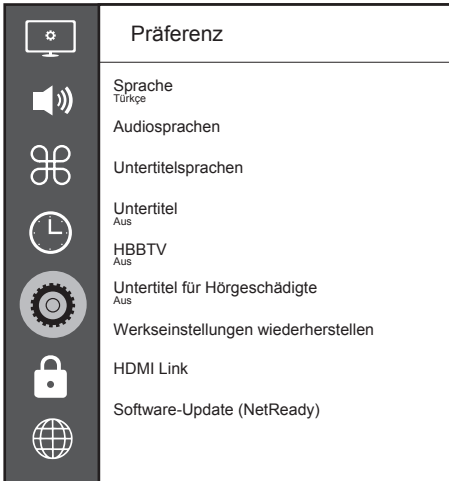 Präferenz
Sprache
Türkçe
Audiosprachen
Untertitelsprachen
Untertitel
Aus
HBBTV
Aus
Untertitel für Hörgeschädigte
Aus
Werkseinstellungen wiederherstellen
HDMI Link
Software-Update (NetReady)